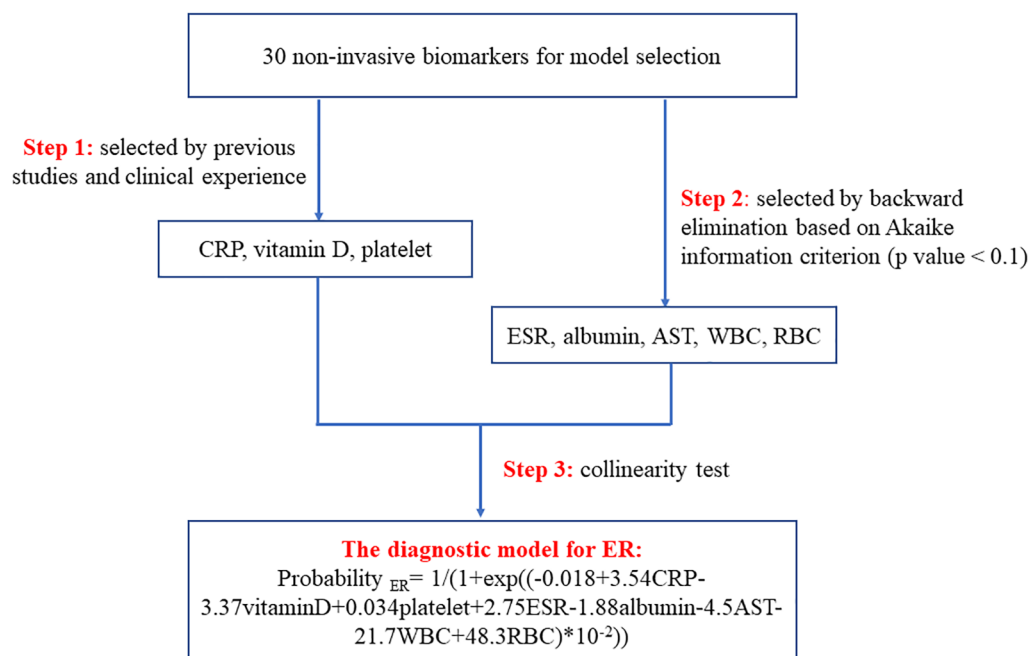 30 non-invasive biomarkers for model selection
Step 1: selected by previous
studies and clinical experience
Step 2: selected by backward
elimination based on Akaike
information criterion (p value < 0.1)
CRP, vitamin D, platelet
ESR, albumin, AST, WBC, RBC
Step 3: collinearity test
The diagnostic model for ER:
Probability ER= 1/(1+exp((-0.018+3.54CRP-
3.37vitaminD+0.034platelet+2.75ESR-1.88albumin-4.5AST-
21.7WBC+48.3RBC)*10-2))